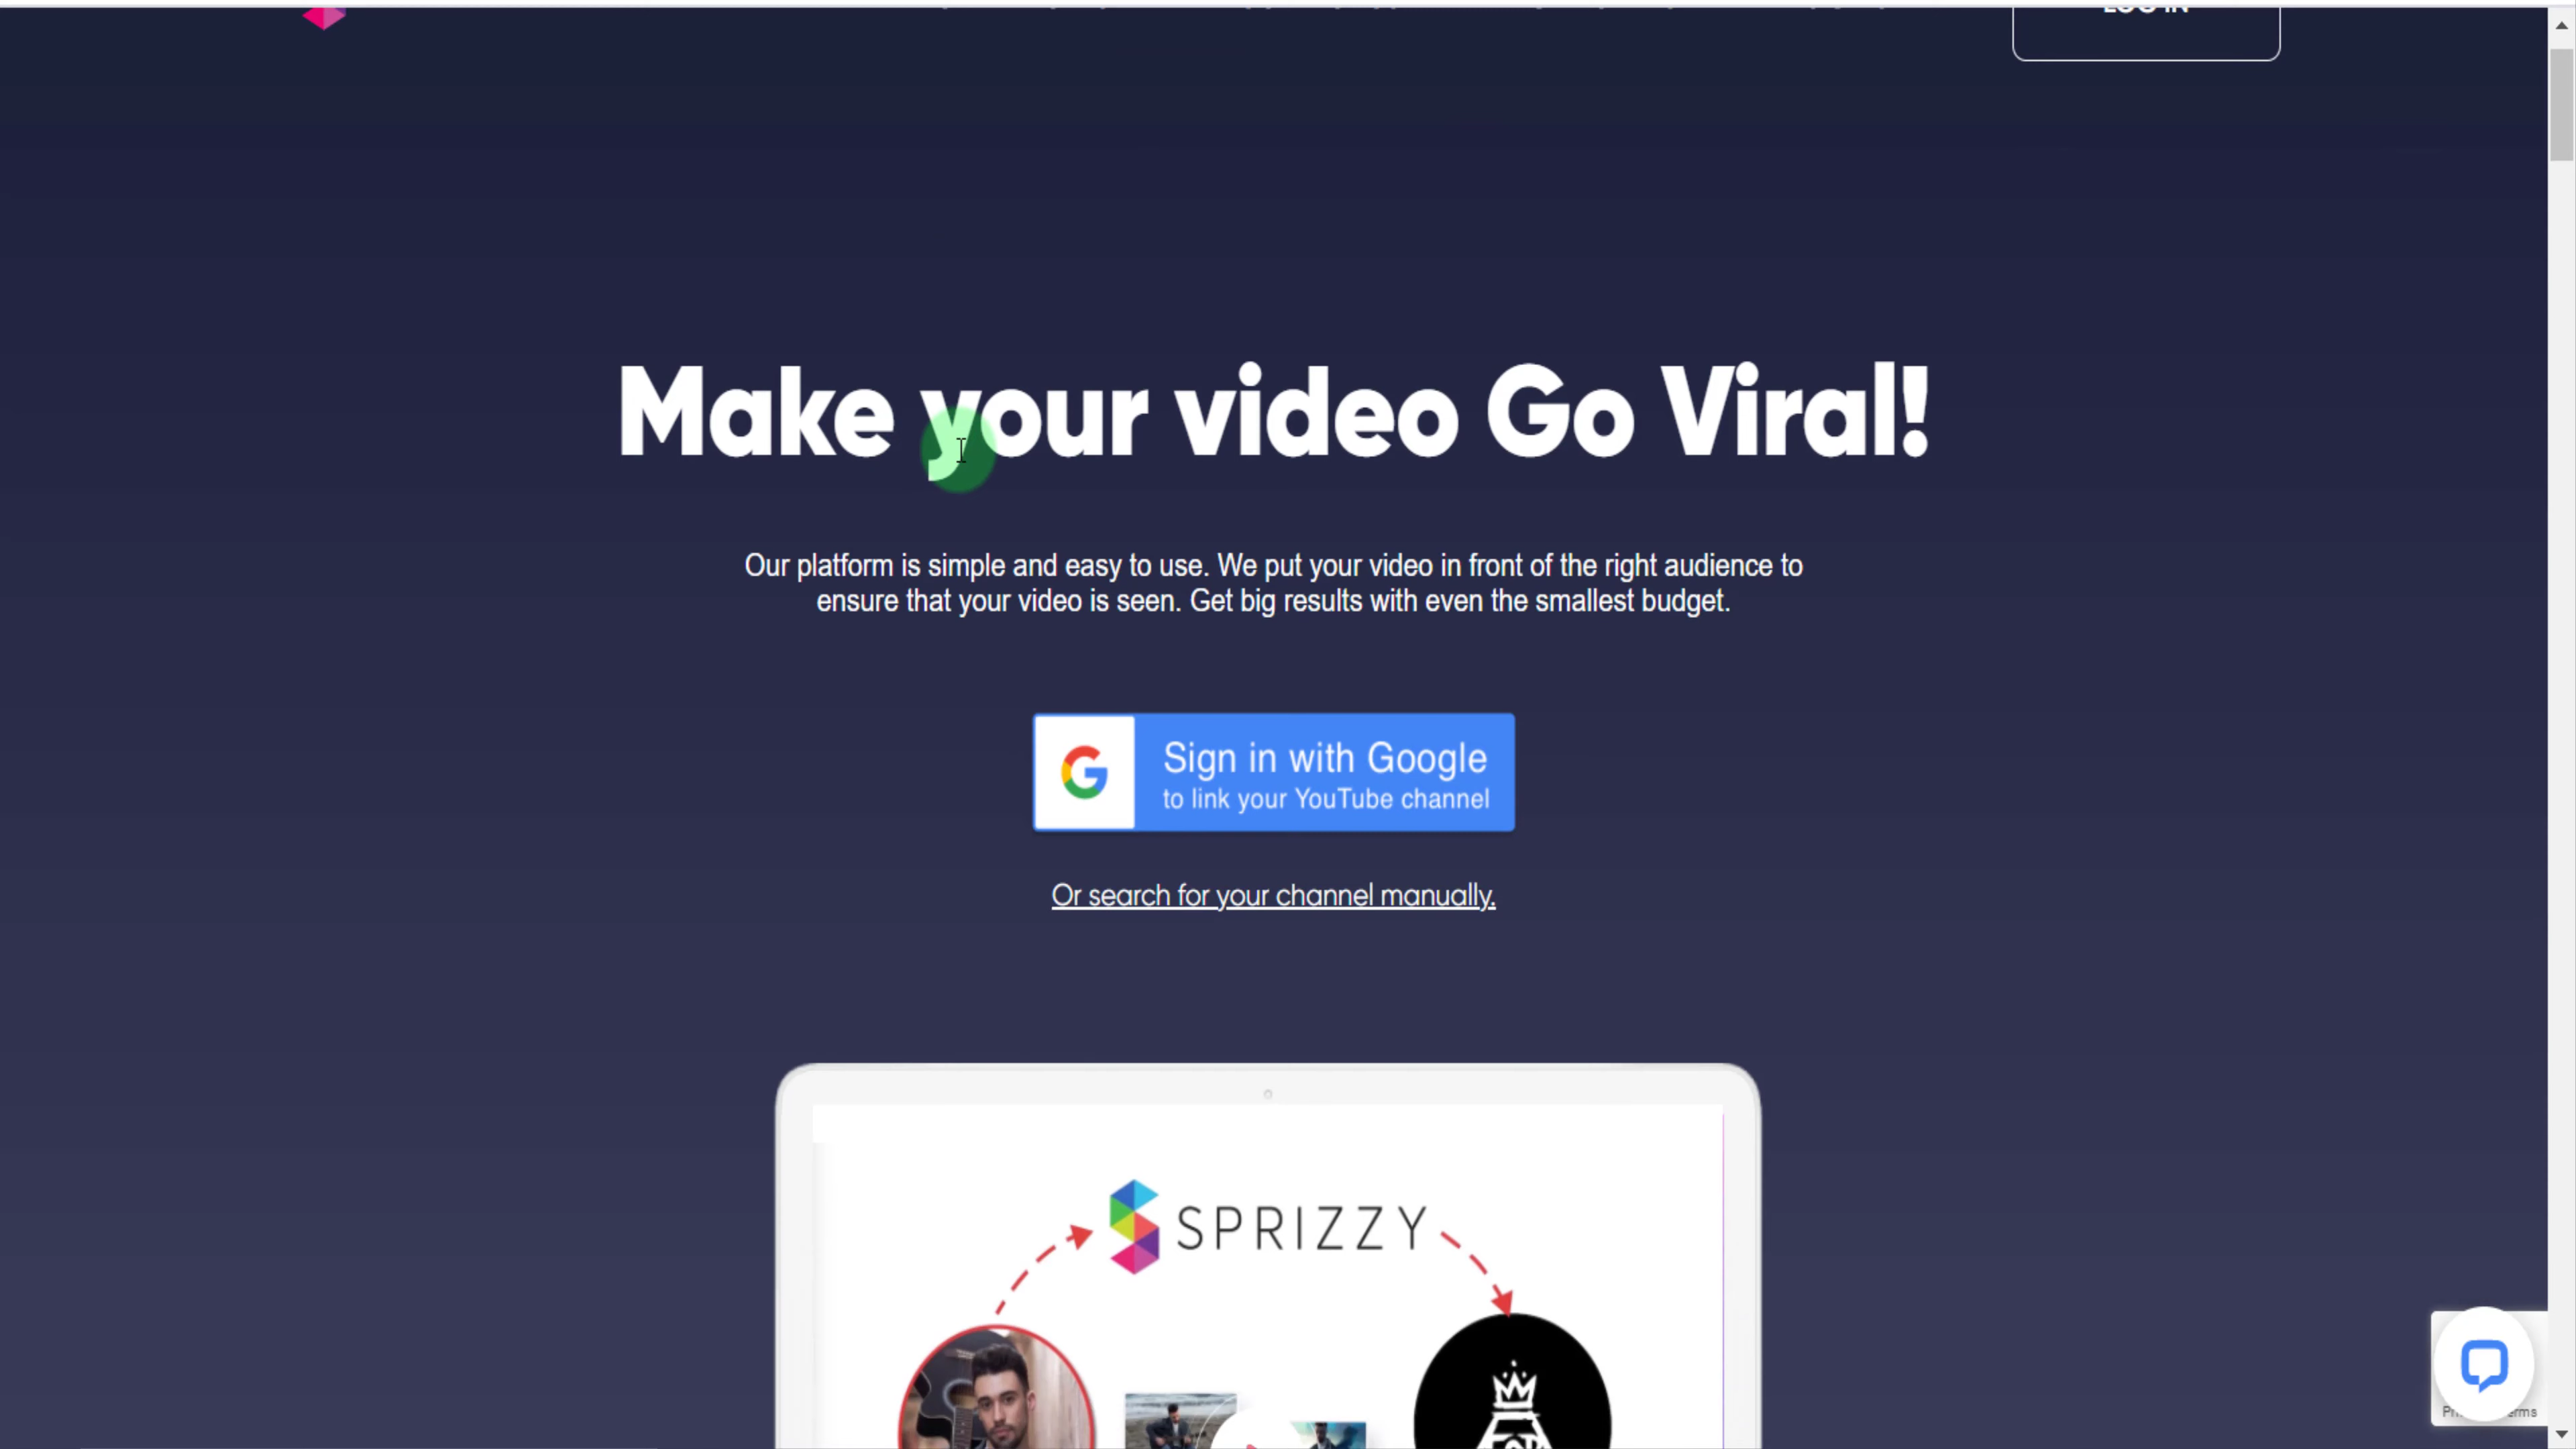 LOG IN
Make your video Go Viral!
Our platform is simple and easy to use. We put your video in front of the right audience to
ensure that your video is seen. Get big results with even the smallest budget.
Sign in with Google
to link your YouTube channel
Or search for your channel manually.
SPRIZZY